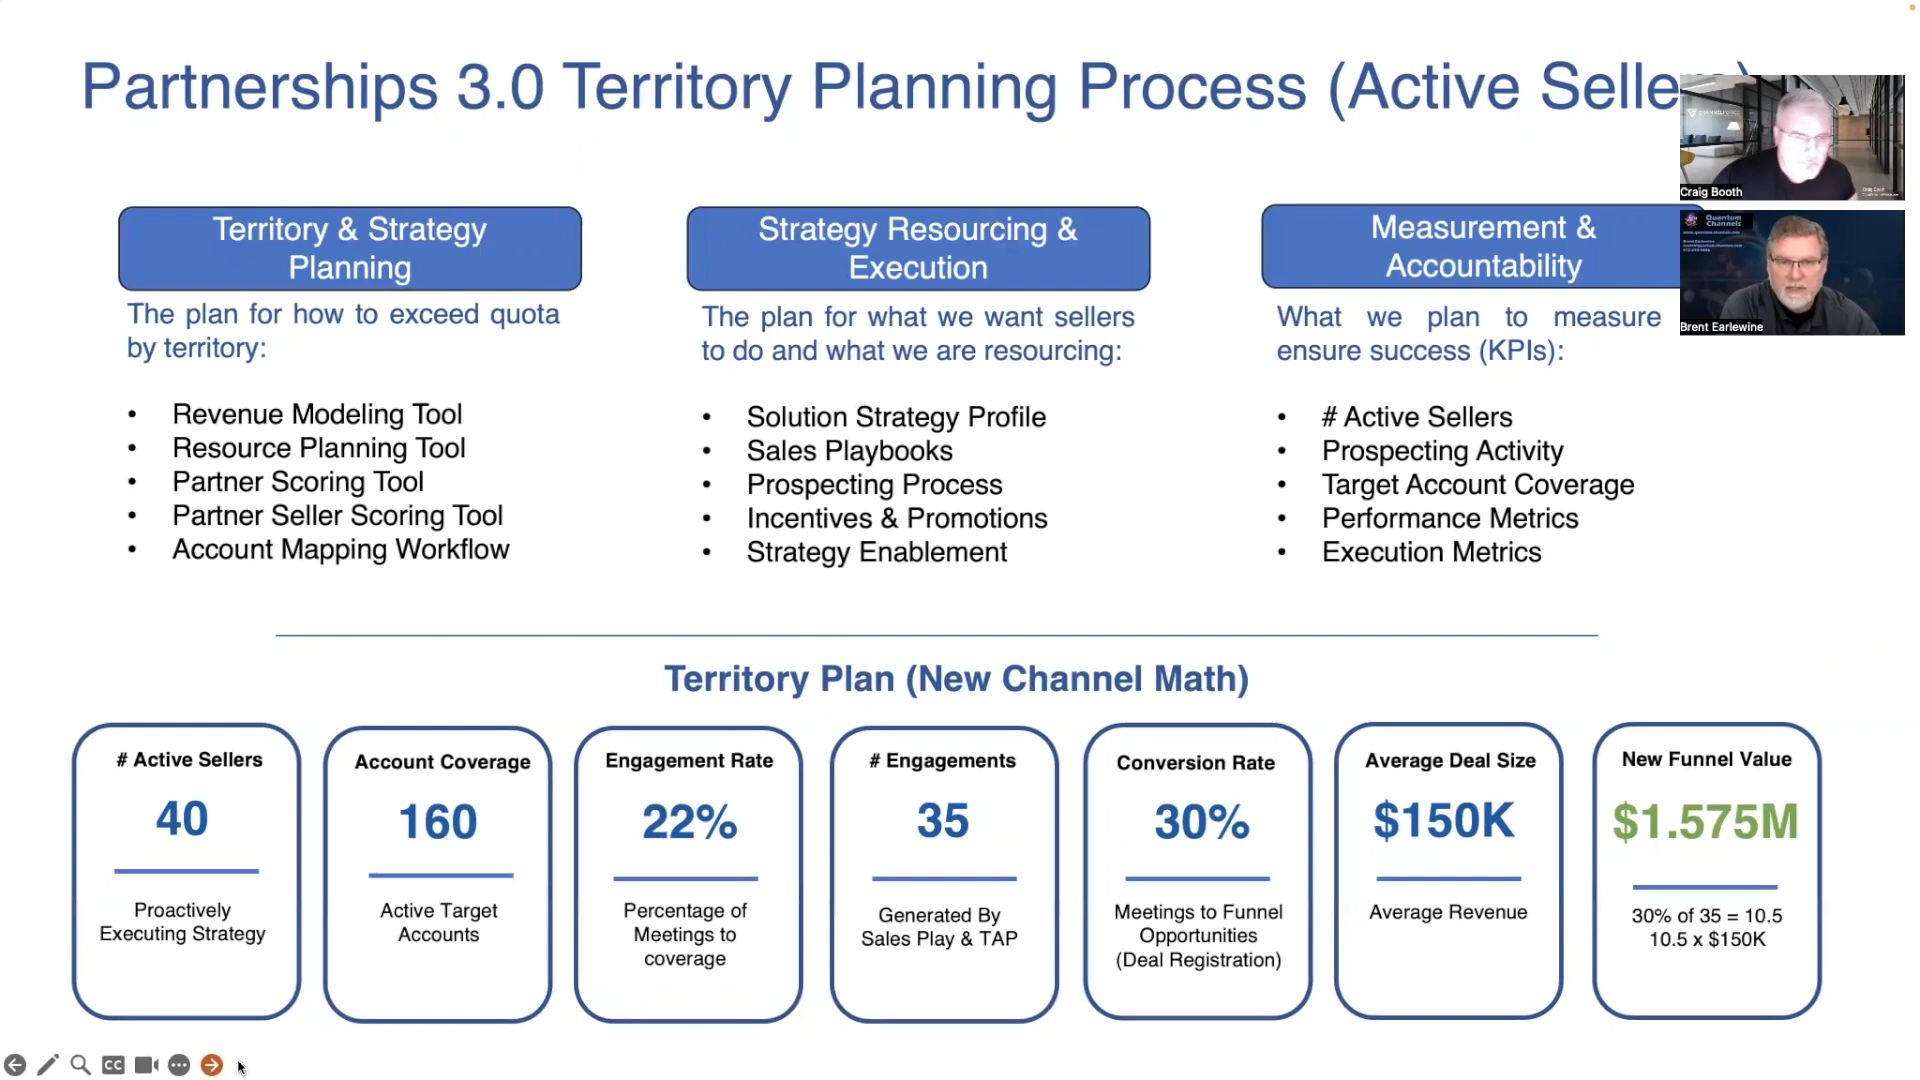 Partnerships 3.0 Territory Planning Process (Active Selle
Craig Booth
Quantum
Channels
Brent Earlewine
Territory & Strategy
Planning
The plan for how to exceed quota
by territory:
• Revenue Modeling Tool
• Resource Planning Tool
• Partner Scoring Tool
• Partner Seller Scoring Tool
• Account Mapping Workflow
Strategy Resourcing &
Execution
The plan for what we want sellers
to do and what we are resourcing:
• Solution Strategy Profile
• Sales Playbooks
• Prospecting Process
• Incentives & Promotions
• Strategy Enablement
Measurement &
Accountability
What we plan to measure
ensure success (KPIs):
• # Active Sellers
• Prospecting Activity
• Target Account Coverage
• Performance Metrics
• Execution Metrics
Territory Plan (New Channel Math)
# Active Sellers
40
Proactively
Executing Strategy
Account Coverage
160
Active Target
Accounts
Engagement Rate
22%
Percentage of
Meetings to
coverage
# Engagements
35
Generated By
Sales Play & TAP
Conversion Rate
30%
Meetings to Funnel
Opportunities
(Deal Registration)
Average Deal Size
$150K
Average Revenue
New Funnel Value
$1.575M
30% of 35 = 10.5
10.5 x $150K
CC